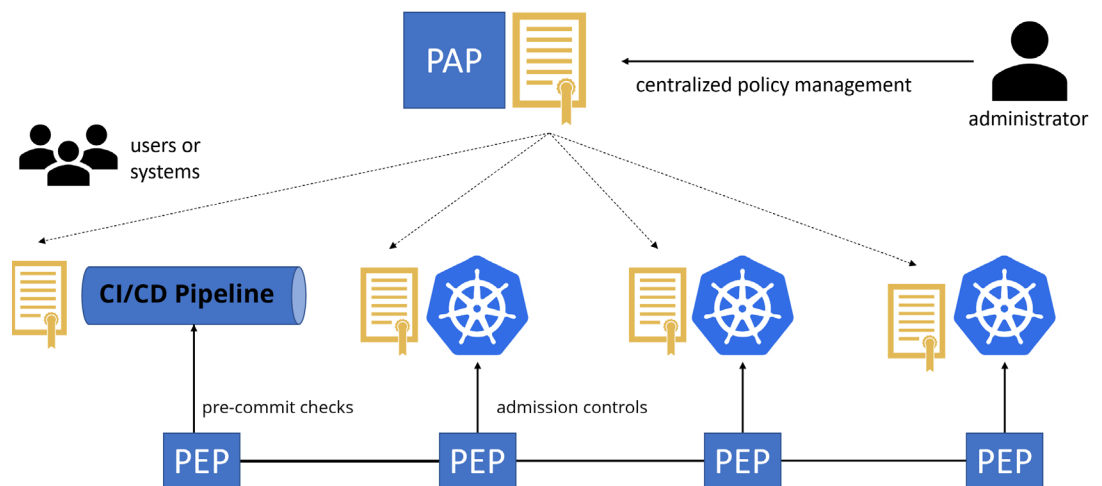 PAP
centralized policy management
administrator
users or
systems
CI/CD Pipeline
pre-commit checks
admission controls
PEP
PEP
PEP
PEP